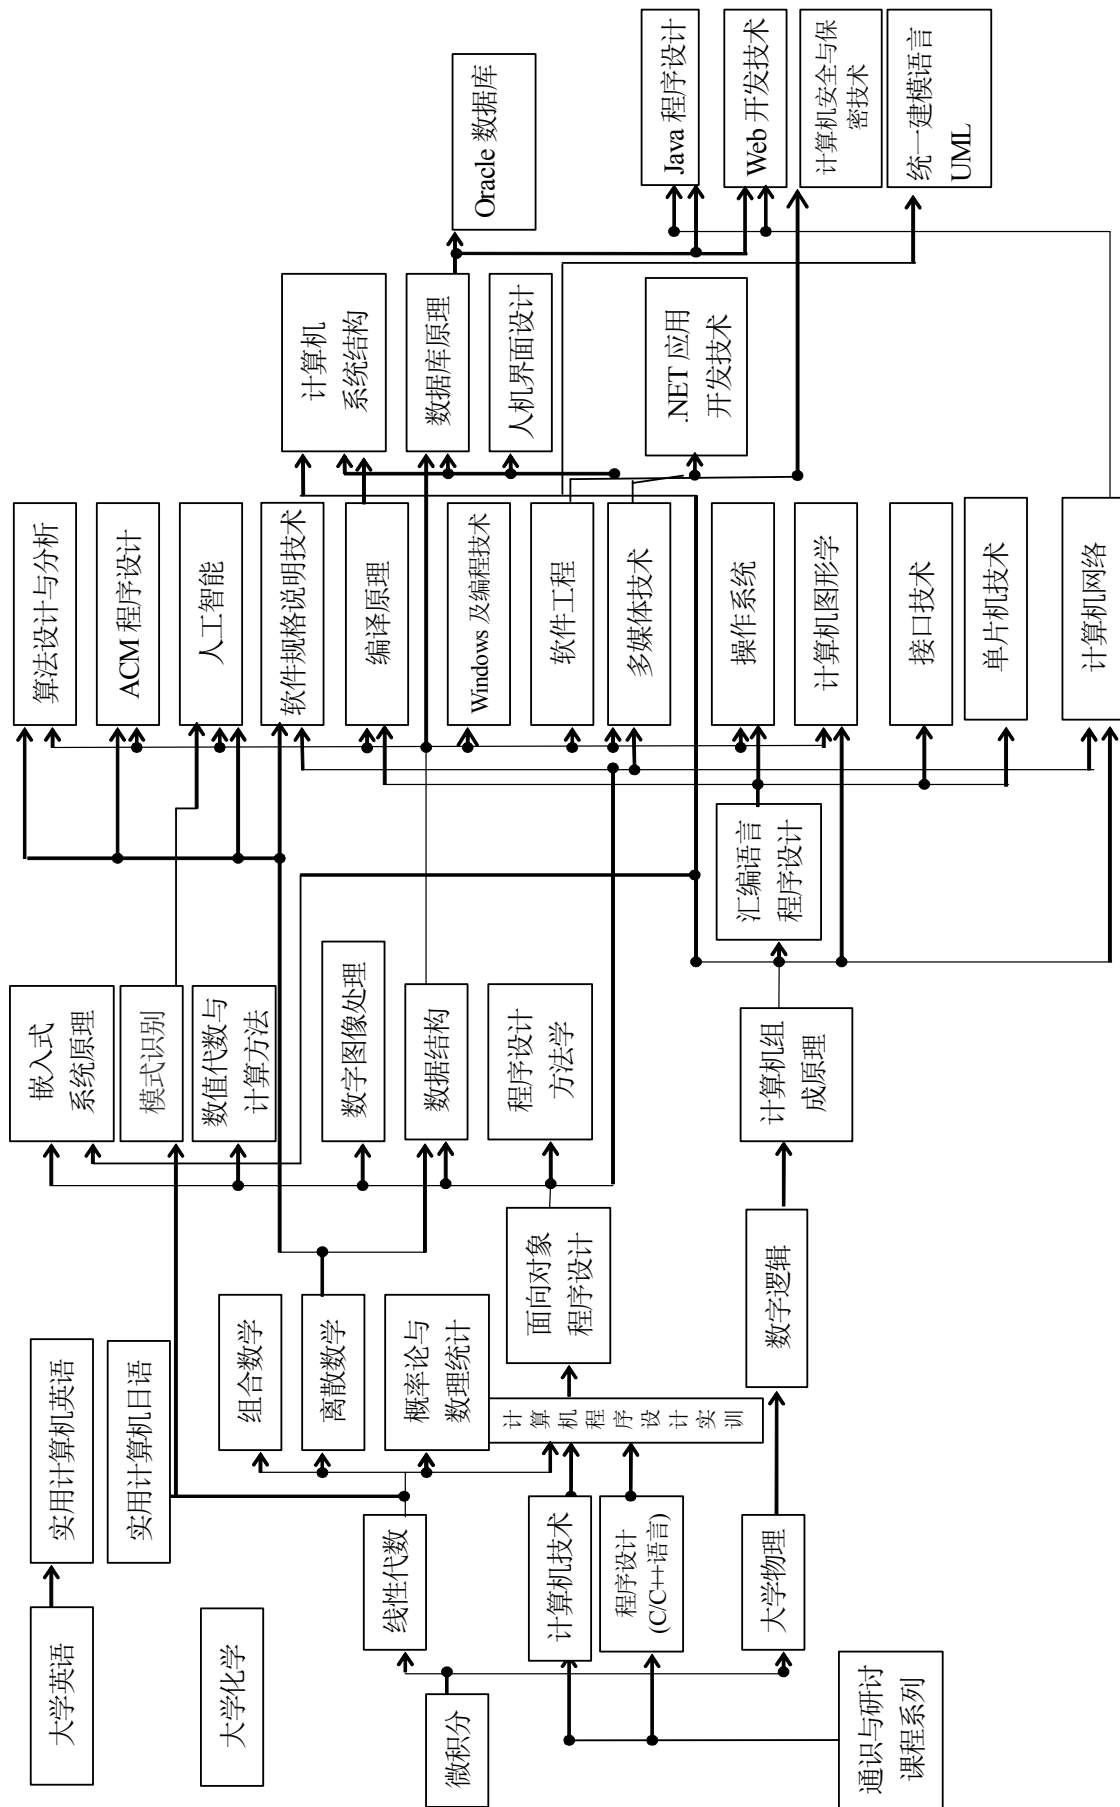 大学英语
大学化学
微积分
通识与研讨
课程系列
实用计算机英语
实用计算机日语
线性代数
计算机技术
程序设计
(C/C++语言)
大学物理
组合数学
离散数学
概率论与
数理统计
计算机程序设计实训
面向对象
程序设计
数字逻辑
嵌入式
系统原理
模式识别
数值代数与
计算方法
数字图像处理
数据结构
程序设计
方法学
计算机组
成原理
汇编语言
程序设计
算法设计与分析
ACM 程序设计
人工智能
软件规格说明技术
编译原理
Windows 及编程技术
软件工程
多媒体技术
操作系统
计算机图形学
接口技术
单片机技术
计算机网络
计算机
系统结构
数据库原理
人机界面设计
.NET 应用
开发技术
Oracle 数据库
Java 程序设计
Web 开发技术
计算机安全与保
密技术
统一建模语言
UML